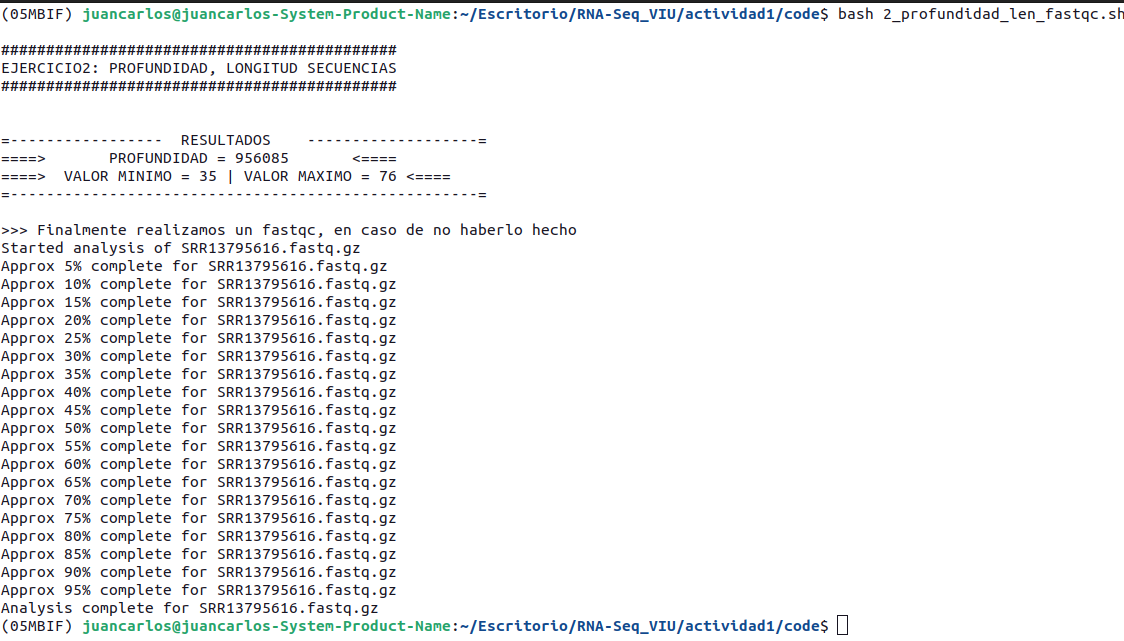 (05MBIF) juancarlos@juancarlos-System-Product-Name:~/Escritorio/RNA-Seq_VIU/actividad1/code$ bash 2_profundidad_len_fastqc.sh
############################################
EJERCICIO2: PROFUNDIDAD, LONGITUD SECUENCIAS
############################################
=-----------------  RESULTADOS    -------------------=
====>       PROFUNDIDAD = 956085       <====
====>  VALOR MINIMO = 35 | VALOR MAXIMO = 76 <====
=----------------------------------------------------=
>>> Finalmente realizamos un fastqc, en caso de no haberlo hecho
Started analysis of SRR13795616.fastq.gz
Approx 5% complete for SRR13795616.fastq.gz
Approx 10% complete for SRR13795616.fastq.gz
Approx 15% complete for SRR13795616.fastq.gz
Approx 20% complete for SRR13795616.fastq.gz
Approx 25% complete for SRR13795616.fastq.gz
Approx 30% complete for SRR13795616.fastq.gz
Approx 35% complete for SRR13795616.fastq.gz
Approx 40% complete for SRR13795616.fastq.gz
Approx 45% complete for SRR13795616.fastq.gz
Approx 50% complete for SRR13795616.fastq.gz
Approx 55% complete for SRR13795616.fastq.gz
Approx 60% complete for SRR13795616.fastq.gz
Approx 65% complete for SRR13795616.fastq.gz
Approx 70% complete for SRR13795616.fastq.gz
Approx 75% complete for SRR13795616.fastq.gz
Approx 80% complete for SRR13795616.fastq.gz
Approx 85% complete for SRR13795616.fastq.gz
Approx 90% complete for SRR13795616.fastq.gz
Approx 95% complete for SRR13795616.fastq.gz
Analysis complete for SRR13795616.fastq.gz
(05MBIF) juancarlos@juancarlos-System-Product-Name:~/Escritorio/RNA-Seq_VIU/actividad1/code$